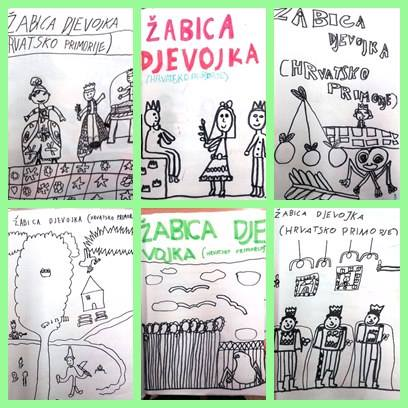 ŽABICA DJEVOJKA
(HRVATSKO PRIMORJE)
ŽABICA
DJEVOJKA
(HRVATSKO PRIMORJE)
ŽABICA
DJEVOJKA
(HRVATSKO
PRIMORJE)
ŽABICA DJEVOJKA (HRVATSKO PRIMOR
ŽABICA DJE
VOJKA (HRVATSKO PRIMORJE)
ŽABICA DJEVOJKA
(HRVATSKO PRIMORJE)